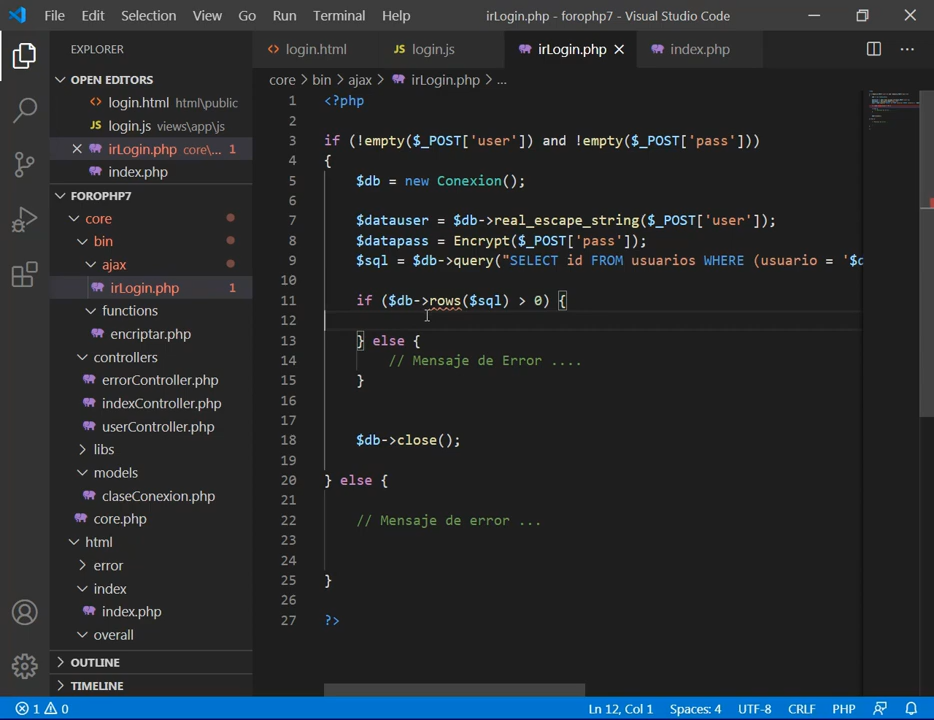 File Edit Selection View Go Run Terminal Help irLogin.php - forophp7 - Visual Studio Code
EXPLORER
login.html login.js irLogin.php index.php
OPEN EDITORS
login.html html\public
login.js views\app\js
irLogin.php core\... 1
index.php
FOROPHP7
core
bin
ajax
irLogin.php 1
functions
encriptar.php
controllers
errorController.php
indexController.php
userController.php
libs
models
claseConexion.php
core.php
html
error
index
index.php
overall
OUTLINE
TIMELINE
core > bin > ajax > irLogin.php > ...
1 <?php
2
3 if (!empty($_POST['user']) and !empty($_POST['pass']))
4 {
5 $db = new Conexion();
6
7 $datauser = $db->real_escape_string($_POST['user']);
8 $datapass = Encrypt($_POST['pass']);
9 $sql = $db->query("SELECT id FROM usuarios WHERE (usuario = '$d
10
11 if ($db->rows($sql) > 0) {
12
13 } else {
14 // Mensaje de Error ....
15 }
16
17
18 $db->close();
19
20 } else {
21
22 // Mensaje de error ...
23
24
25 }
26
27 ?>
1 0 Ln 12, Col 1 Spaces: 4 UTF-8 CRLF PHP